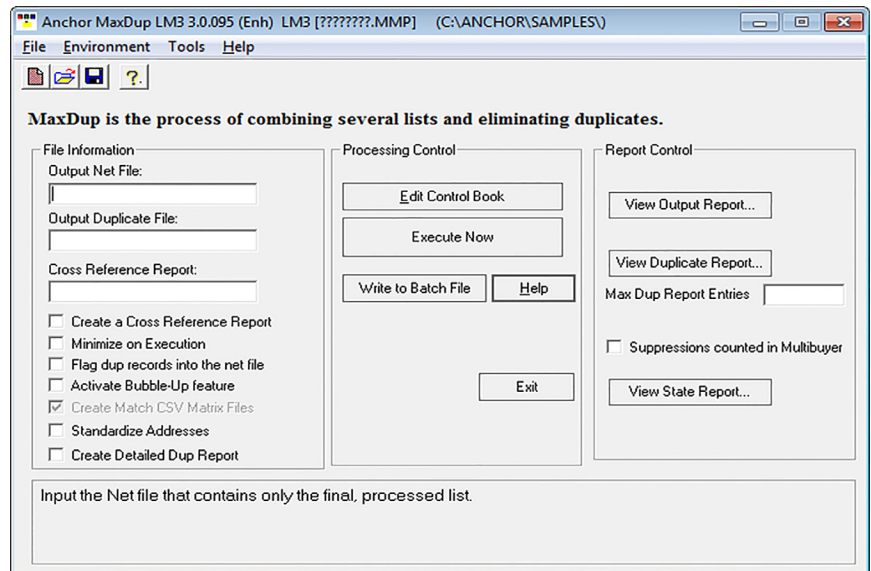 Anchor MaxDup LM3 3.0.095 (Enh)  LM3 [????????.MMP]    (C:\ANCHOR\SAMPLES\)
File Environment Tools Help
?.
MaxDup is the process of combining several lists and eliminating duplicates.
File Information
Output Net File:
Output Duplicate File:
Cross Reference Report:
Create a Cross Reference Report
Minimize on Execution
Flag dup records into the net file
Activate Bubble-Up feature
Create Match CSV Matrix Files
Standardize Addresses
Create Detailed Dup Report
Processing Control
Edit Control Book
Execute Now
Write to Batch File
Help
Exit
Report Control
View Output Report...
View Duplicate Report...
Max Dup Report Entries
Suppressions counted in Multibuyer
View State Report...
Input the Net file that contains only the final, processed list.